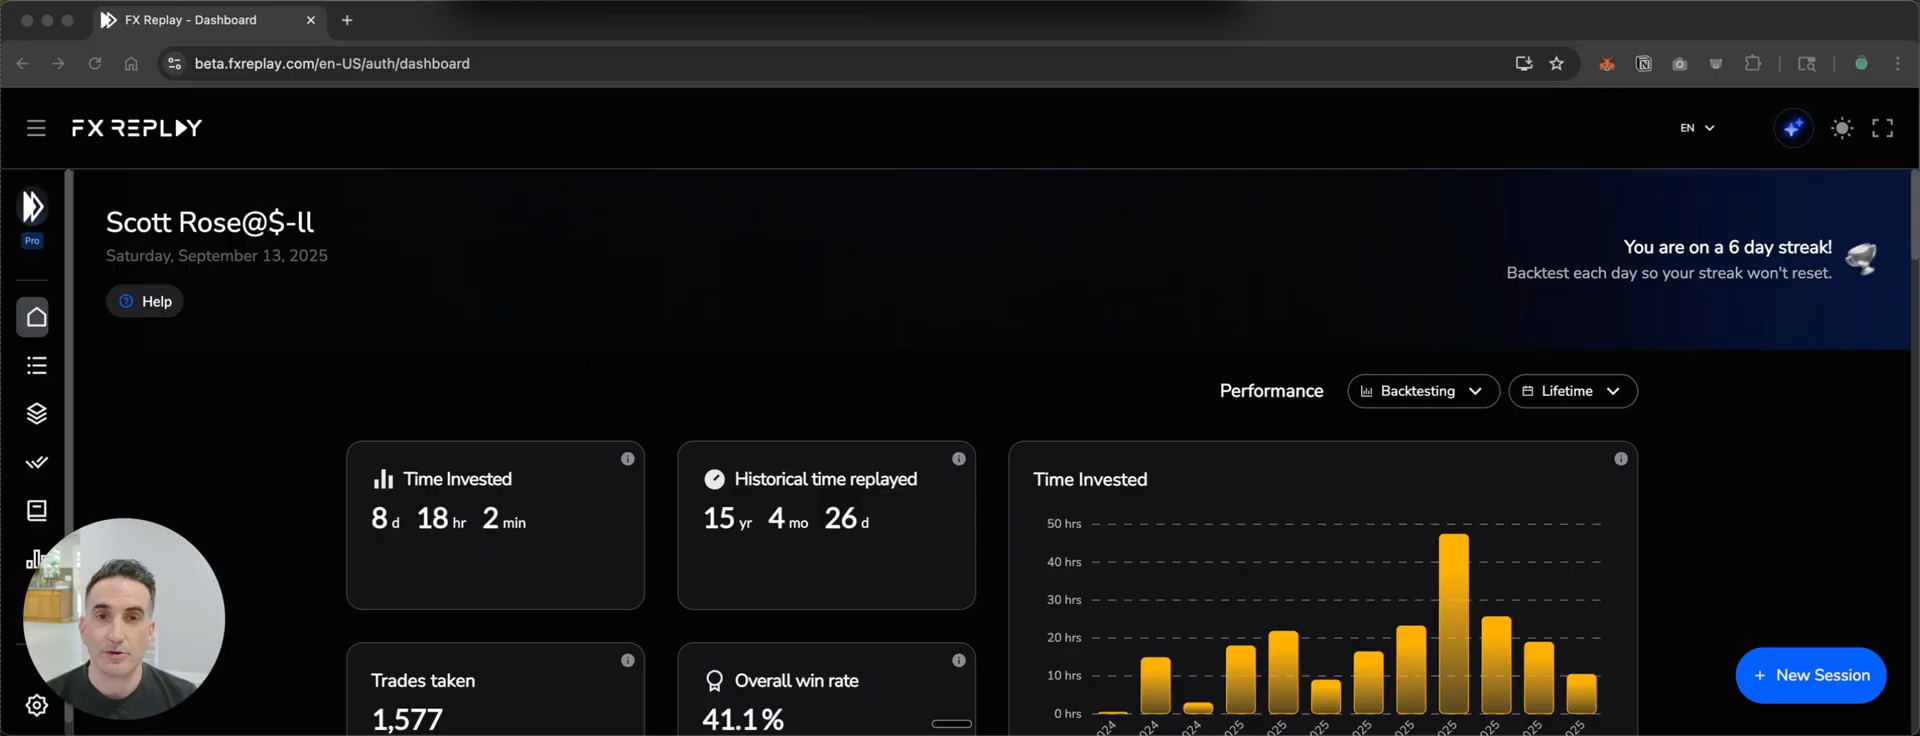 FX Replay - Dashboard
beta.fxreplay.com/en-US/auth/dashboard
FX REPLAY
EN
Pro
Scott Rose@$-ll
Saturday, September 13, 2025
Help
You are on a 6 day streak!
Backtest each day so your streak won't reset.
Performance
Backtesting
Lifetime
Time Invested
8 d 18 hr 2 min
Historical time replayed
15 yr 4 mo 26 d
Time Invested
50 hrs
40 hrs
30 hrs
20 hrs
10 hrs
0 hrs
Trades taken
1,577
Overall win rate
41.1%
+ New Session